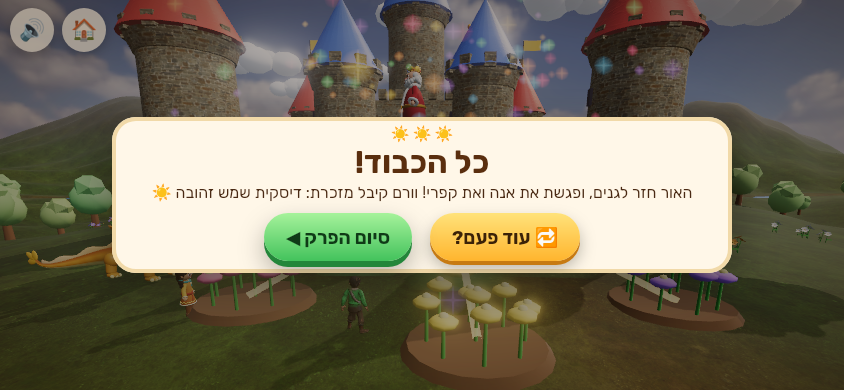 כל הכבוד!
האור חזר לגנים, ופגשת את אנה ואת קפרי! וורם קיבל מזכרת: דיסקית שמש זהובה ☀️
עוד פעם?
סיום הפרק ◀